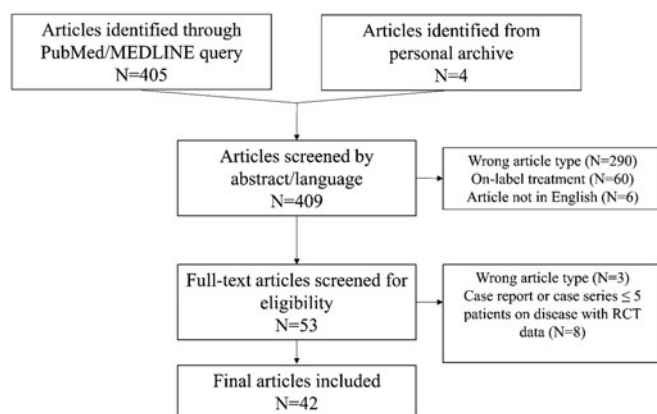 Articles identified through
PubMed/MEDLINE query
N=405
Articles identified from
personal archive
N=4
Articles screened by
abstract/language
N=409
Wrong article type (N=290)
On-label treatment (N=60)
Article not in English (N=6)
Full-text articles screened for
eligibility
N=53
Wrong article type (N=3)
Case report or case series ≤ 5
patients on disease with RCT
data (N=8)
Final articles included
N=42